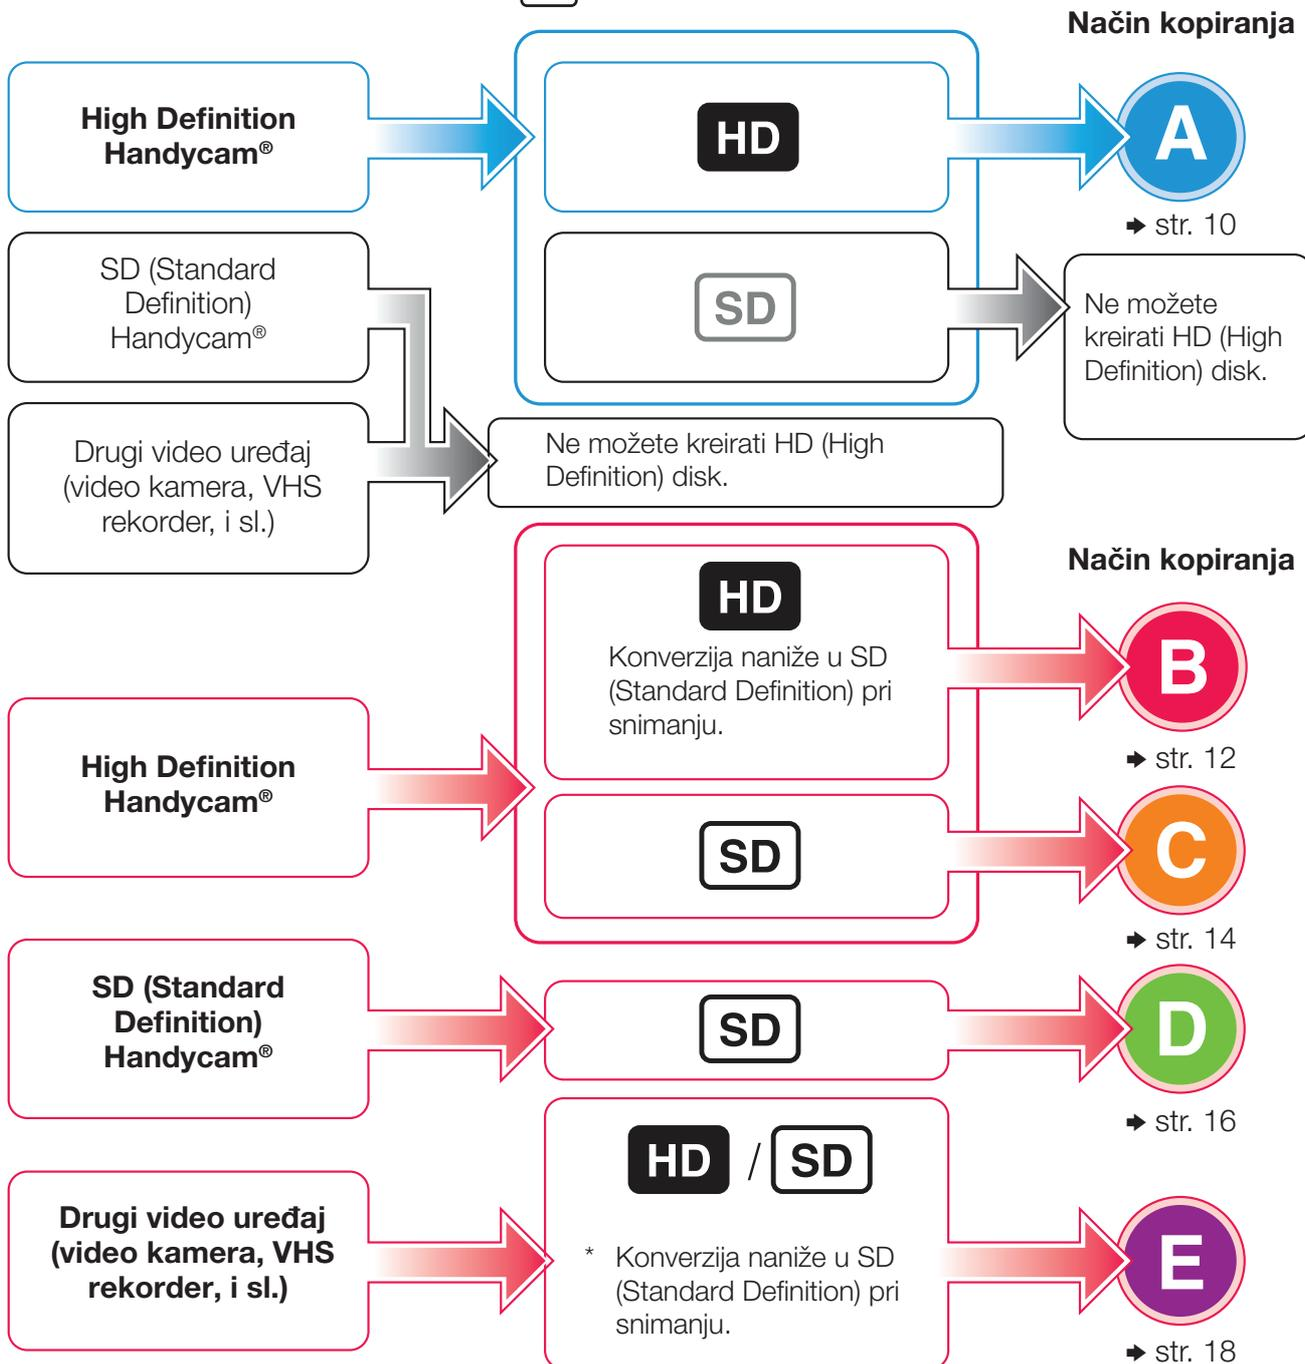 Način kopiranja
High Definition
Handycam®
HD
A
➜ str. 10
SD (Standard
Definition)
Handycam®
SD
Ne možete
kreirati HD (High
Definition) disk.
Drugi video uređaj
(video kamera, VHS
rekorder, i sl.)
Ne možete kreirati HD (High
Definition) disk.
Način kopiranja
High Definition
Handycam®
HD
Konverzija naniže u SD
(Standard Definition) pri
snimanju.
B
➜ str. 12
SD
C
➜ str. 14
SD (Standard
Definition)
Handycam®
SD
D
➜ str. 16
Drugi video uređaj
(video kamera, VHS
rekorder, i sl.)
HD / SD
* Konverzija naniže u SD
(Standard Definition) pri
snimanju.
E
➜ str. 18